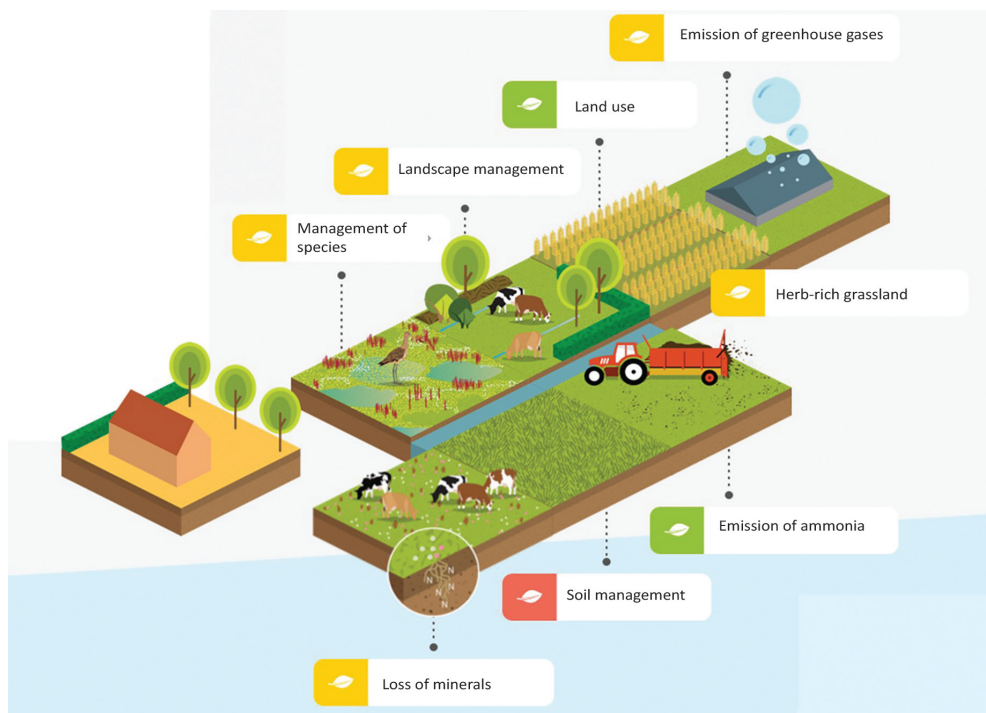 Emission of greenhouse gases
Land use
Landscape management
Management of
species
Herb-rich grassland
Emission of ammonia
Soil management
N
N
N
N
N
Loss of minerals